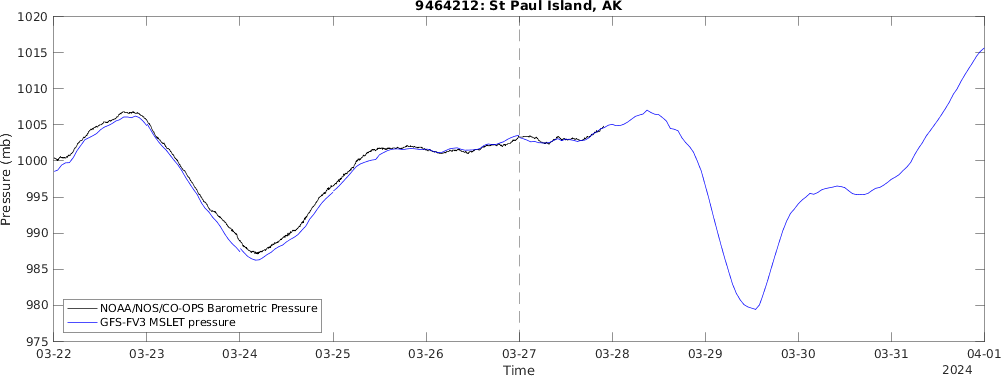 9464212: St Paul Island, AK
1020
1015
1010
1005
1000
995
990
985
980
975
Pressure (mb)
NOAA/NOS/CO-OPS Barometric Pressure
GFS-FV3 MSLET pressure
03-22 03-23 03-24 03-25 03-26 03-27 03-28 03-29 03-30 03-31 04-01
Time
2024